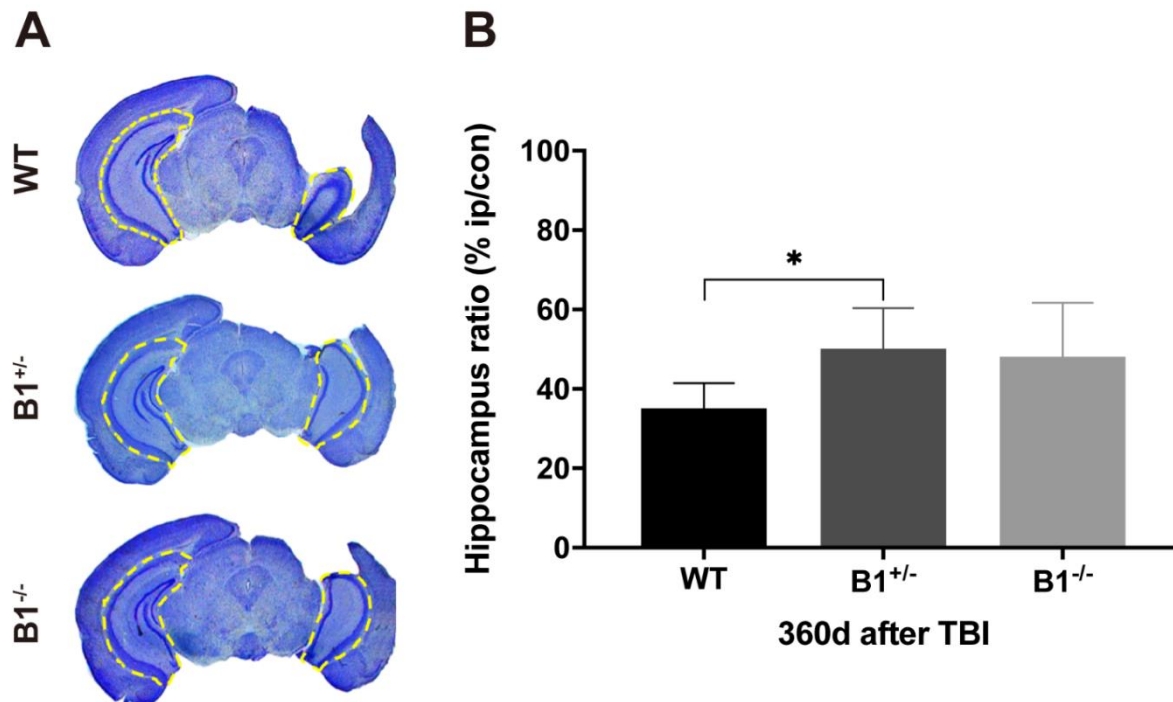 A
WT
B1+/-
B1-/-
B
Hippocampus ratio (% ip/con)
100
80
60
40
20
0
*
WT
B1+/-
B1-/-
360d after TBI